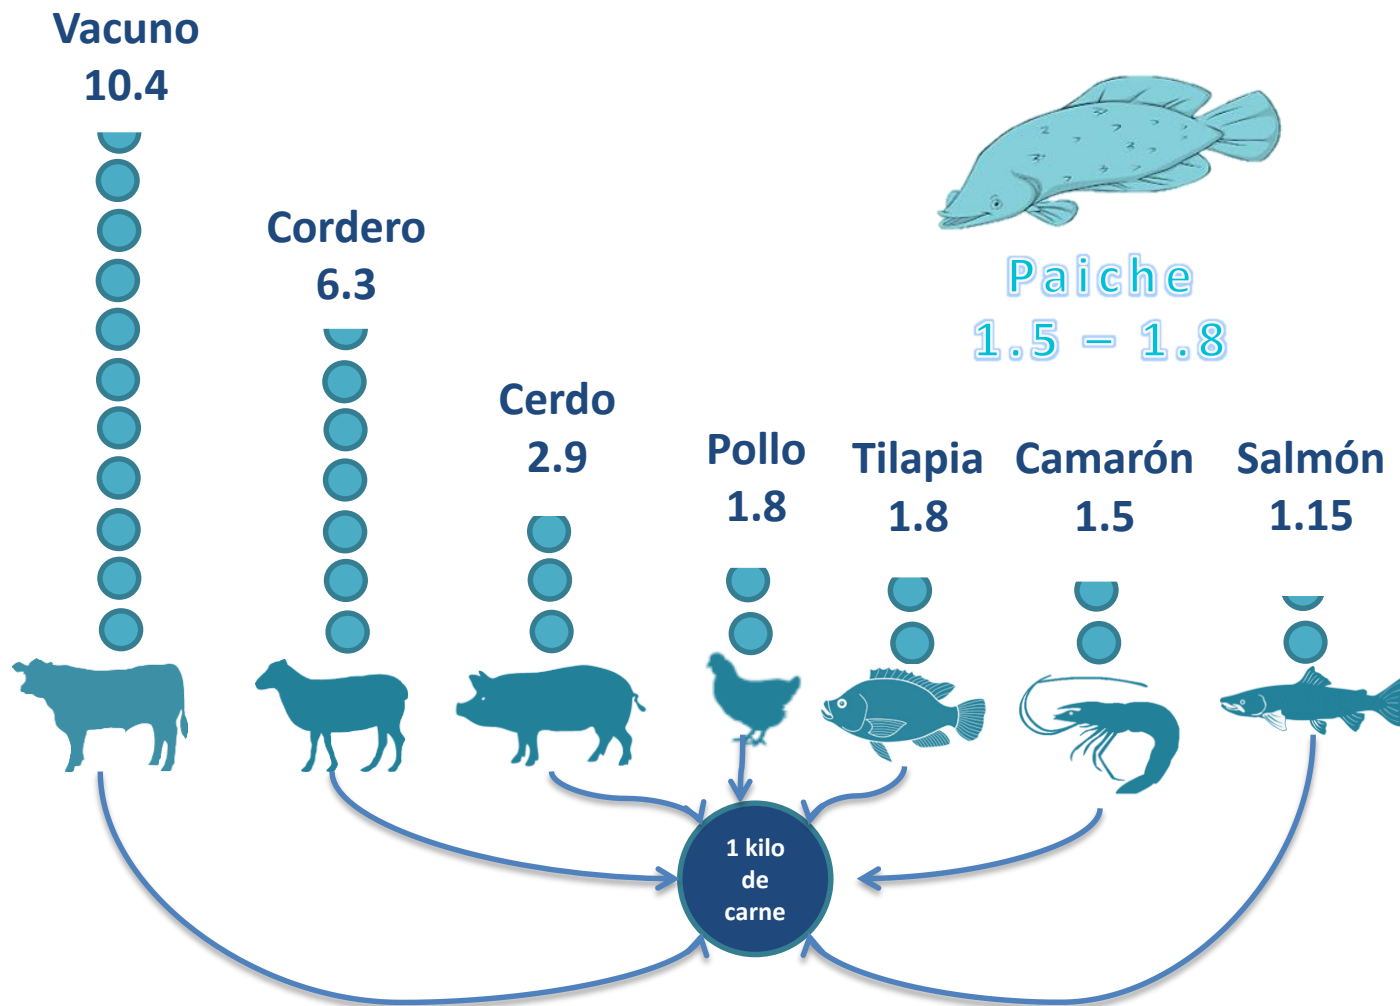 Vacuno
10.4
Cordero
6.3
Cerdo
2.9
Pollo
1.8
Tilapia
1.8
Camarón
1.5
Salmón
1.15
Paiche
1.5 – 1.8
1 kilo
de
carne